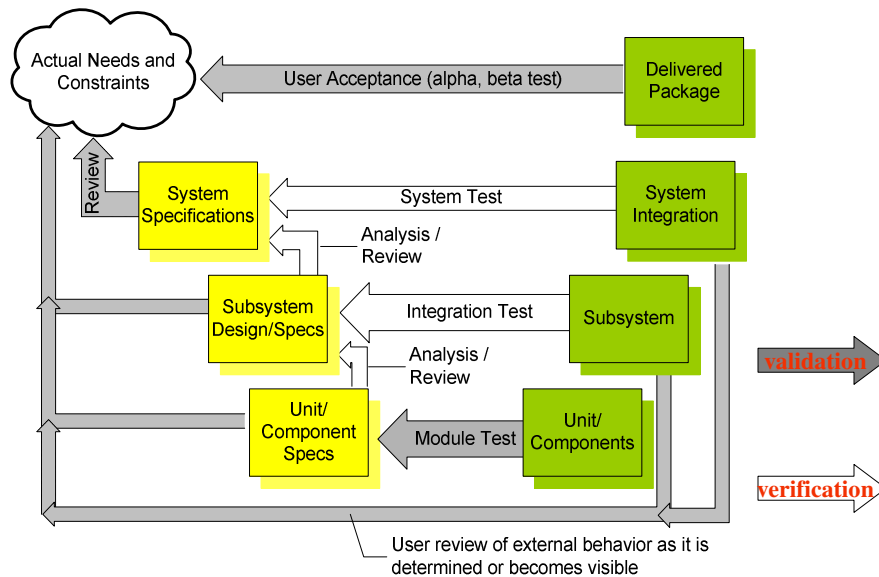 Actual Needs and
Constraints
User Acceptance (alpha, beta test)
Delivered
Package
Review
System
Specifications
System Test
System
Integration
Analysis /
Review
Subsystem
Design/Specs
Integration Test
Subsystem
Analysis /
Review
validation
Unit/
Component
Specs
Module Test
Unit/
Components
verification
User review of external behavior as it is
determined or becomes visible